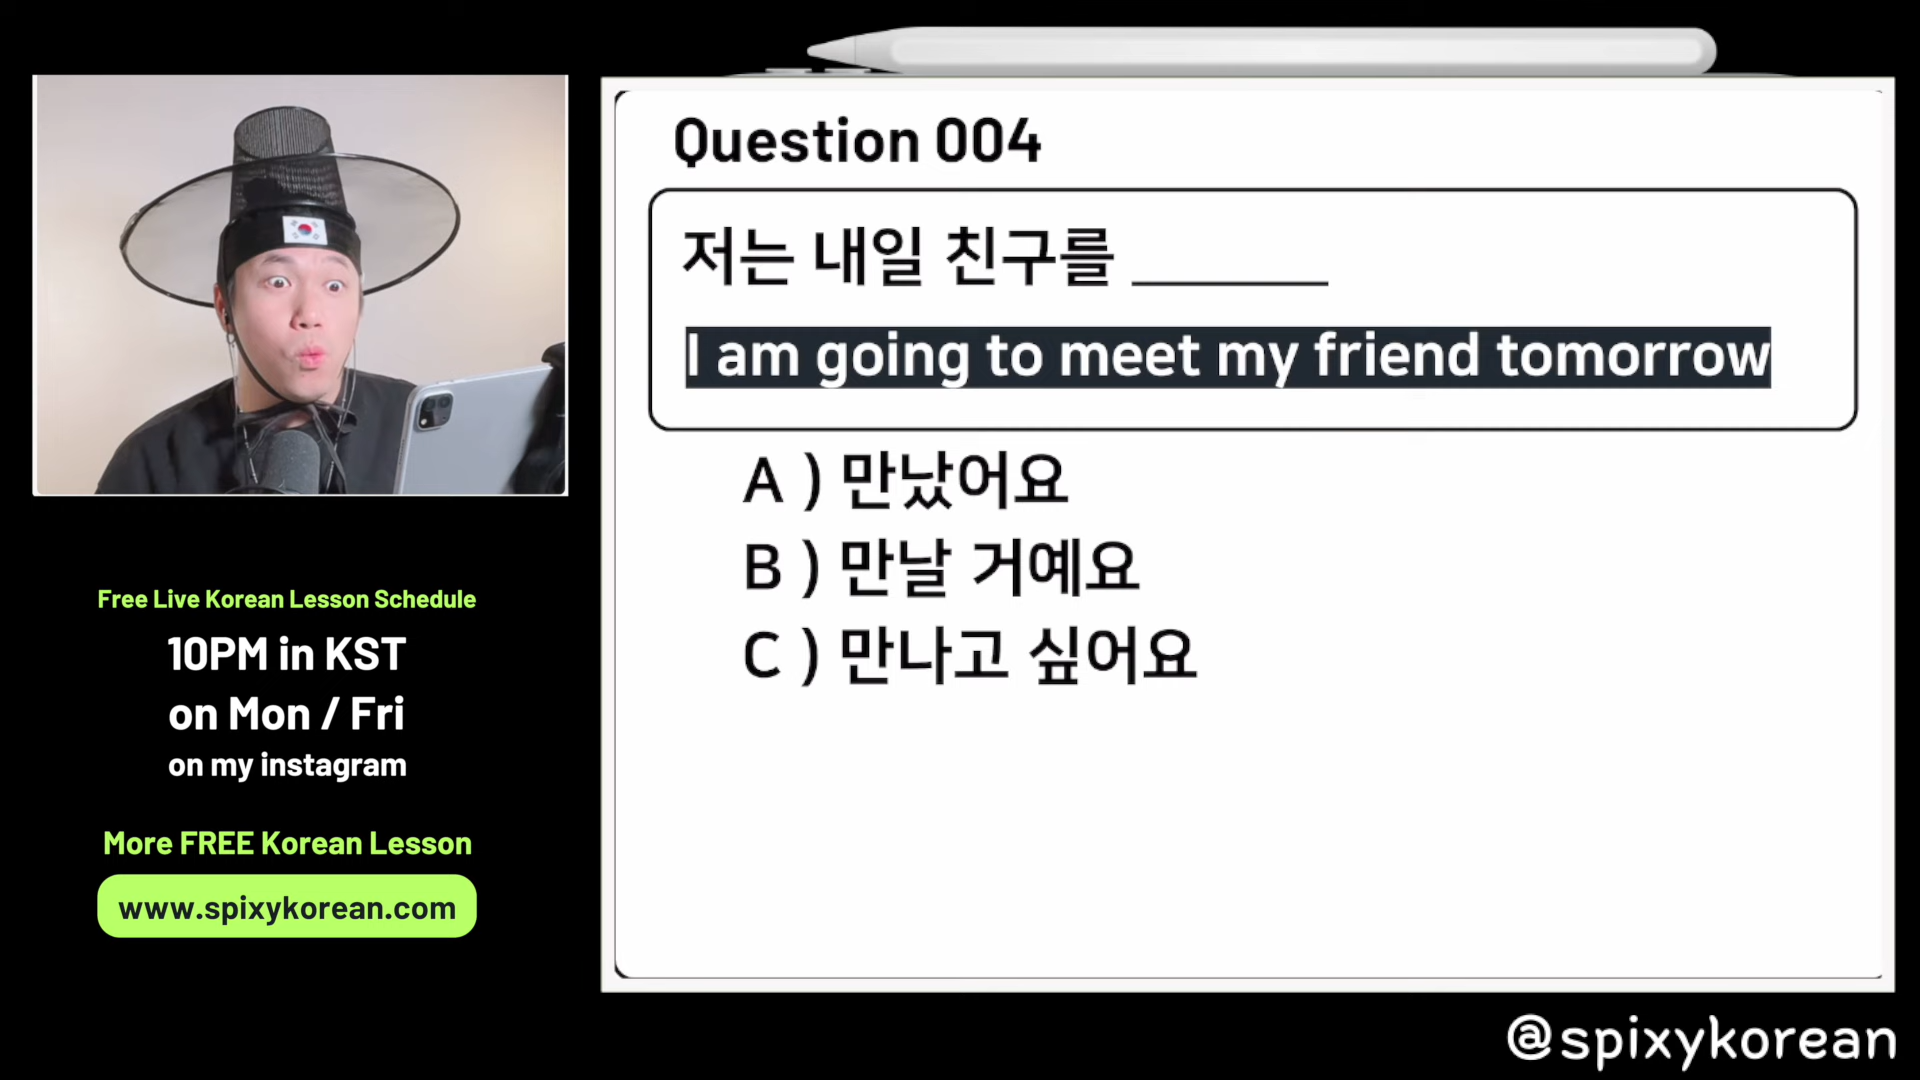 Question 004
저는 내일 친구를 ______
I am going to meet my friend tomorrow
A ) 만났어요
B ) 만날 거예요
C ) 만나고 싶어요
Free Live Korean Lesson Schedule
10PM in KST
on Mon / Fri
on my instagram
More FREE Korean Lesson
www.spixykorean.com
@spixykorean